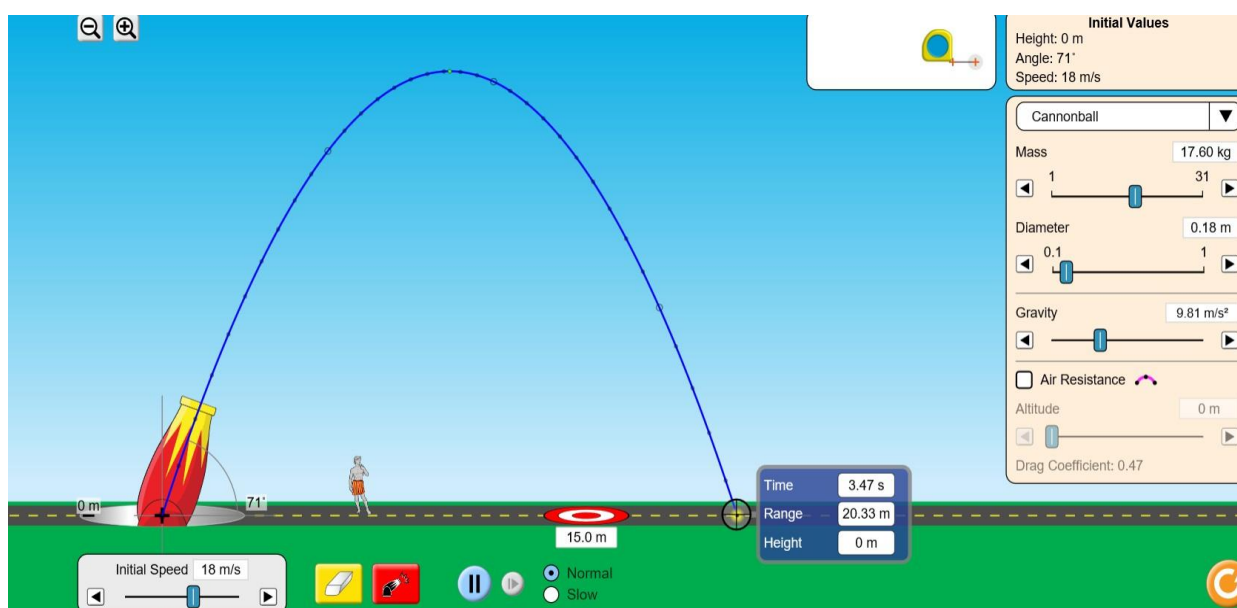 Initial Values
Height: 0 m
Angle: 71°
Speed: 18 m/s
Cannonball
Mass 17.60 kg
1 31
Diameter 0.18 m
0.1 1
Gravity 9.81 m/s²
Air Resistance
Altitude 0 m
Drag Coefficient: 0.47
0 m
71°
15.0 m
Time 3.47 s
Range 20.33 m
Height 0 m
Initial Speed 18 m/s
Normal
Slow